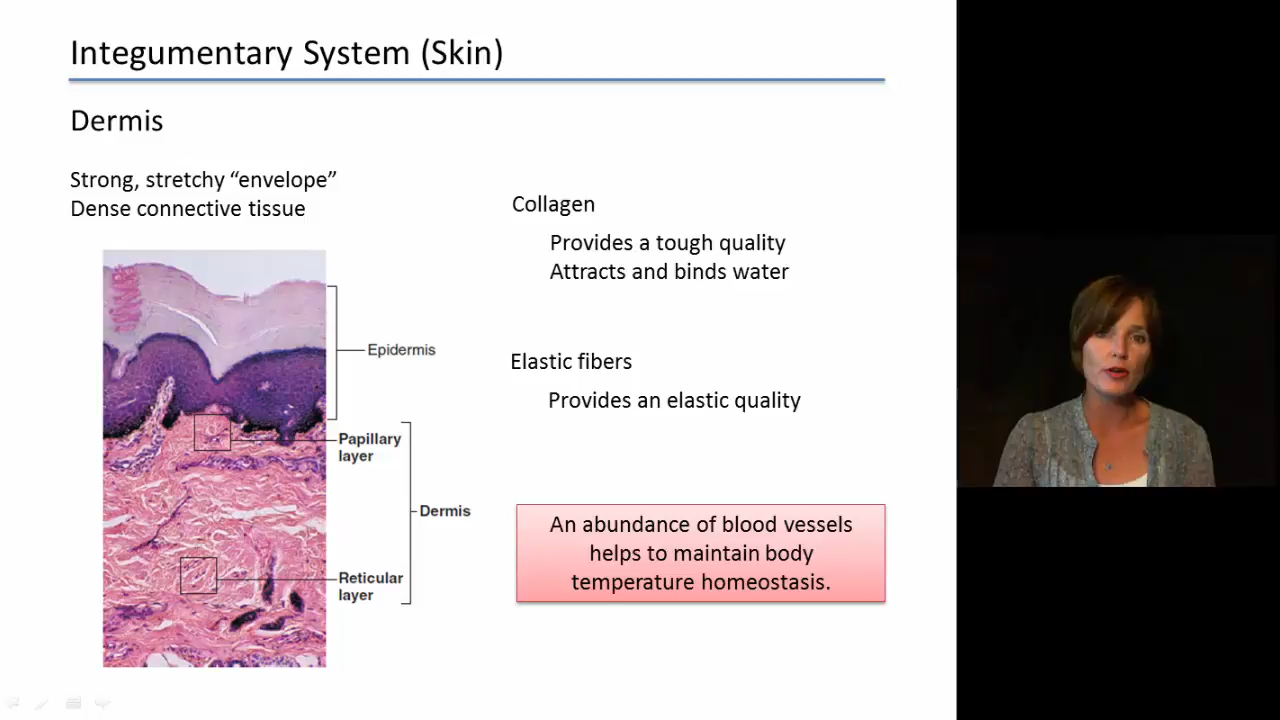 Integumentary System (Skin)
Dermis
Strong, stretchy “envelope”
Dense connective tissue
Epidermis
Papillary
layer
Dermis
Reticular
layer
Collagen
Provides a tough quality
Attracts and binds water
Elastic fibers
Provides an elastic quality
An abundance of blood vessels
helps to maintain body
temperature homeostasis.